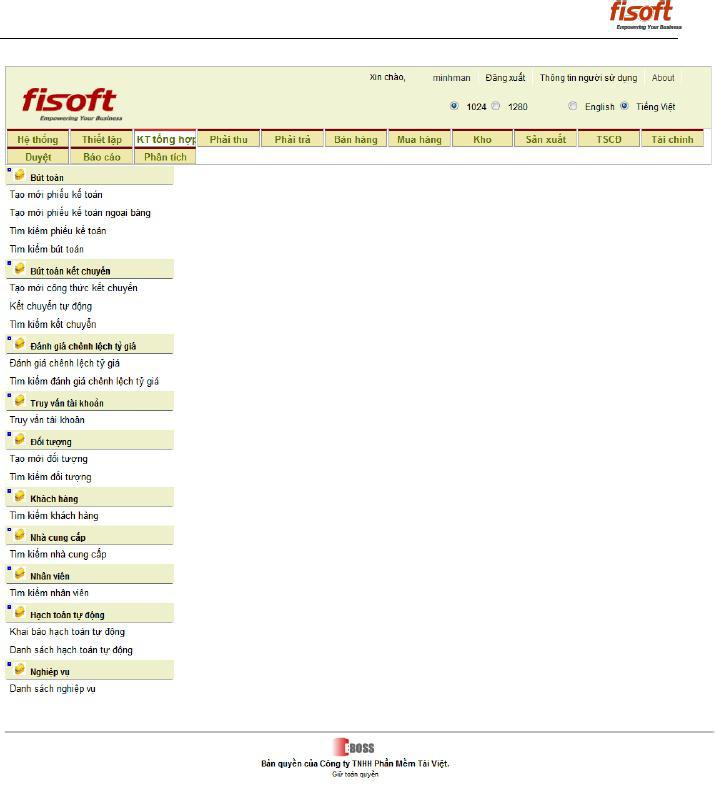 fisoft
Empowering Your Business
Xin chào, minhman Đăng xuất Thông tin người sử dụng About
fisoft
Empowering Your Business
1024 1280 English Tiếng Việt
Hệ thống Thiết lập KT tổng hợp Phải thu Phải trả Bán hàng Mua hàng Kho Sản xuất TSCĐ Tài chính
Duyệt Báo cáo Phân tích
Bút toán
Tạo mới phiếu kế toán
Tạo mới phiếu kế toán ngoại bảng
Tìm kiếm phiếu kế toán
Tìm kiếm bút toán
Bút toán kết chuyển
Tạo mới công thức kết chuyển
Kết chuyển tự động
Tìm kiếm kết chuyển
Đánh giá chênh lệch tỷ giá
Đánh giá chênh lệch tỷ giá
Tìm kiếm đánh giá chênh lệch tỷ giá
Truy vấn tài khoản
Truy vấn tài khoản
Đối tượng
Tạo mới đối tượng
Tìm kiếm đối tượng
Khách hàng
Tìm kiếm khách hàng
Nhà cung cấp
Tìm kiếm nhà cung cấp
Nhân viên
Tìm kiếm nhân viên
Hạch toán tự động
Khai báo hạch toán tự động
Danh sách hạch toán tự động
Nghiệp vụ
Danh sách nghiệp vụ
EBOSS
Bản quyền của Công ty TNHH Phần Mềm Tài Việt.
Giữ toàn quyền